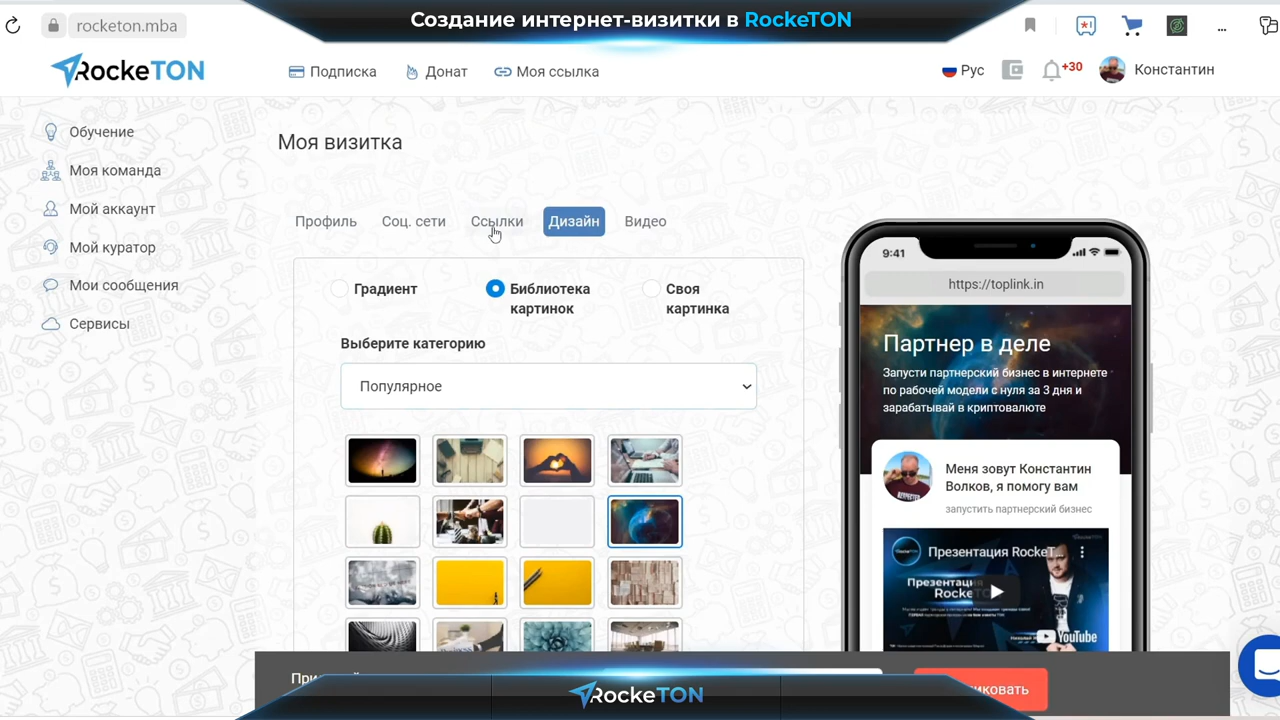 Создание интернет-визитки в RockeTON
rocketon.mba
...
RockeTON
Подписка
Донат
Моя ссылка
Рус
+30
Константин
Обучение
Моя команда
Мой аккаунт
Мой куратор
Мои сообщения
Сервисы
Моя визитка
Профиль
Соц. сети
Ссылки
Дизайн
Видео
Градиент
Библиотека
картинок
Своя
картинка
Выберите категорию
Популярное
9:41
https://toplink.in
Партнер в деле
Запусти партнерский бизнес в интернете
по рабочей модели с нуля за 3 дня и
зарабатывай в криптовалюте
Меня зовут Константин
Волков, я помогу вам
запустить партнерский бизнес
Презентация RockeT...
Презентация
YouTube
RockeTON